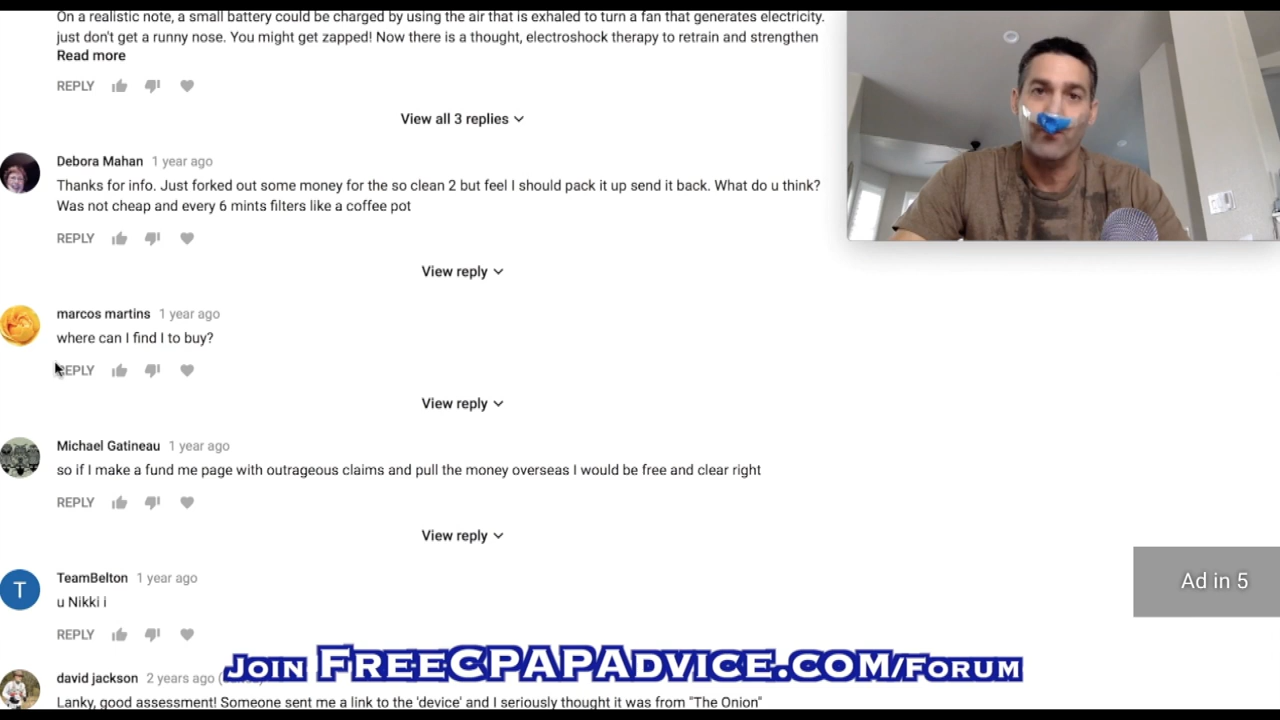 On a realistic note, a small battery could be charged by using the air that is exhaled to turn a fan that generates electricity.
just don't get a runny nose. You might get zapped! Now there is a thought, electroshock therapy to retrain and strengthen
Read more
REPLY
View all 3 replies
Debora Mahan 1 year ago
Thanks for info. Just forked out some money for the so clean 2 but feel I should pack it up send it back. What do u think?
Was not cheap and every 6 mints filters like a coffee pot
REPLY
View reply
marcos martins 1 year ago
where can I find I to buy?
REPLY
View reply
Michael Gatineau 1 year ago
so if I make a fund me page with outrageous claims and pull the money overseas I would be free and clear right
REPLY
View reply
Ad in 5
T
TeamBelton 1 year ago
u Nikki i
REPLY
Join FreeCPAPAdvice.com/Forum
david jackson 2 years ago
Lanky, good assessment! Someone sent me a link to the 'device' and I seriously thought it was from "The Onion"